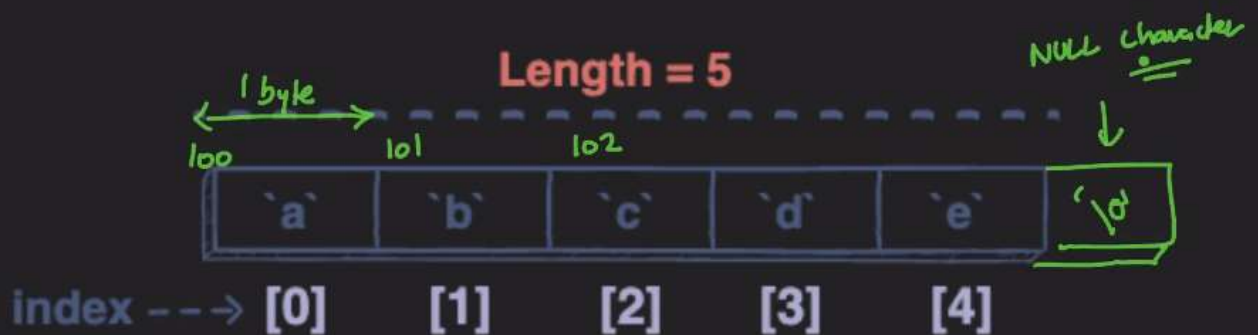 NULL character
Length = 5
1 byte
100 101 102
`a` `b` `c` `d` `e` '\0'
index ---> [0] [1] [2] [3] [4]